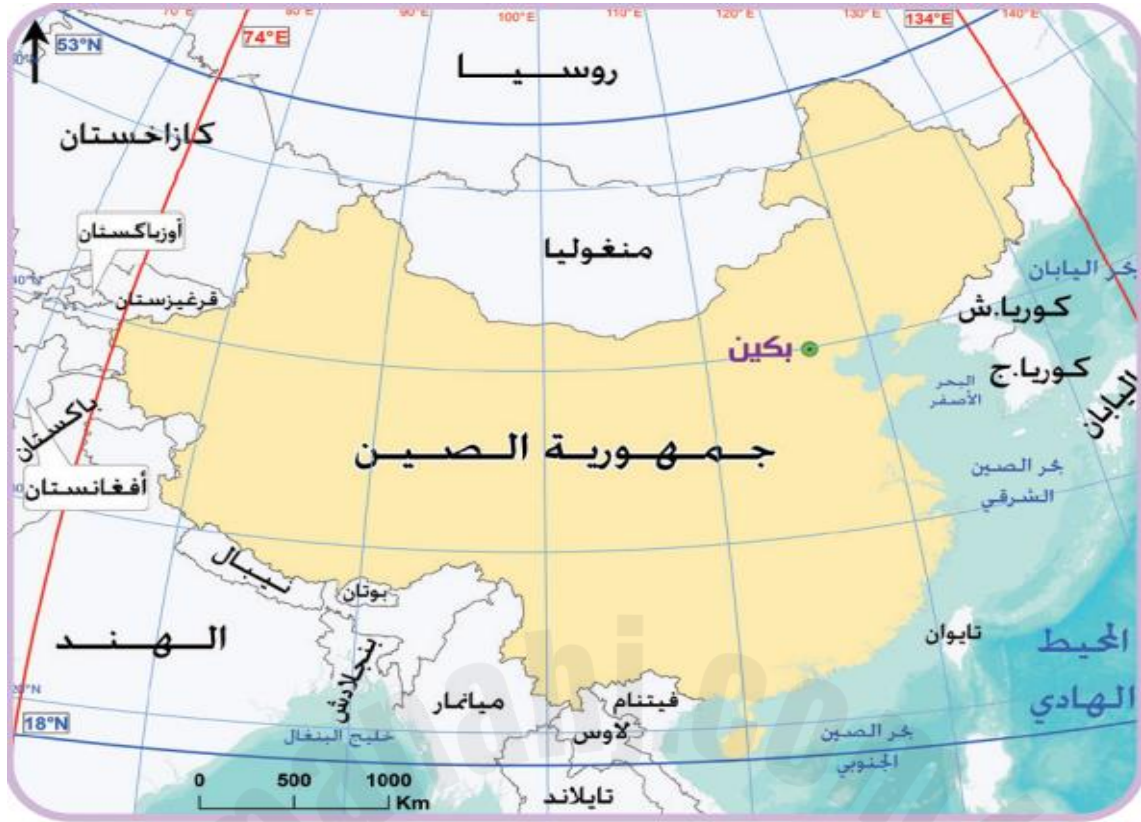 70°E 80°E 90°E 100°E 110°E 120°E 130°E 140°E
53°N 74°E 134°E
روسيا
كازاخستان
أوزباكستان
منغوليا
بحر اليابان
40°N
قرغيزستان
كوريا.ش
بكين
كوريا.ج
البحر
الأصفر
اليابان
باكستان
جمهورية الصين
بحر الصين
الشرقي
أفغانستان
نيبال
بوتان
تايوان
المحيط
الهادي
الهند
بنجلادش
ميانمار
فيتنام
20°N
18°N
لاوس
خليج البنغال
بحر الصين
الجنوبي
0 500 1000
Km
تايلاند